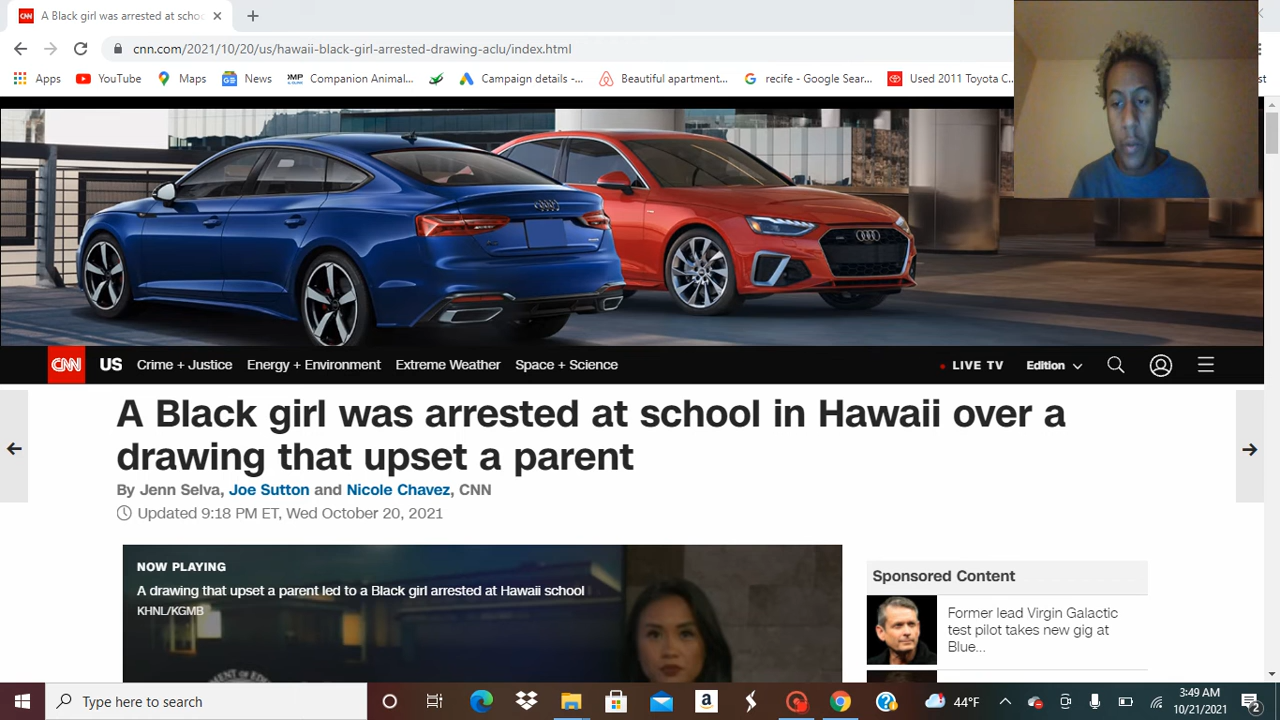 A Black girl was arrested at schoo
cnn.com/2021/10/20/us/hawaii-black-girl-arrested-drawing-aclu/index.html
Apps
YouTube
Maps
News
Companion Animal...
Campaign details -...
Beautiful apartment...
recife - Google Sear...
Used 2011 Toyota C...
CNN
US
Crime + Justice
Energy + Environment
Extreme Weather
Space + Science
LIVE TV
Edition
A Black girl was arrested at school in Hawaii over a
drawing that upset a parent
By Jenn Selva, Joe Sutton and Nicole Chavez, CNN
Updated 9:18 PM ET, Wed October 20, 2021
NOW PLAYING
A drawing that upset a parent led to a Black girl arrested at Hawaii school
KHNL/KGMB
Sponsored Content
Former lead Virgin Galactic
test pilot takes new gig at
Blue...
Type here to search
44°F
3:49 AM
10/21/2021
2